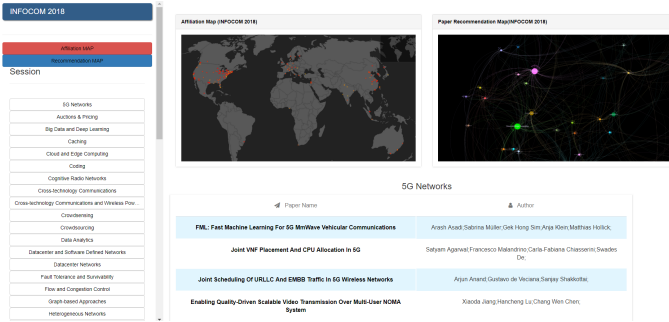 INFOCOM 2018
Affiliation MAP
Recommendation MAP
Session
5G Networks
Auctions & Pricing
Big Data and Deep Learning
Caching
Cloud and Edge Computing
Coding
Cognitive Radio Networks
Cross-technology Communications
Cross-technology Communications and Wireless Pow...
Crowdsensing
Crowdsourcing
Data Analytics
Datacenter and Software Defined Networks
Datacenter Networks
Fault Tolerance and Survivability
Flow and Congestion Control
Graph-based Approaches
Heterogeneous Networks
Affiliation Map (INFOCOM 2018)
Paper Recommendation Map(INFOCOM 2018)
5G Networks
Paper Name
Author
FML: Fast Machine Learning For 5G MmWave Vehicular Communications
Arash Asadi;Sabrina Müller;Gek Hong Sim;Anja Klein;Matthias Hollick;
Joint VNF Placement And CPU Allocation In 5G
Satyam Agarwal;Francesco Malandrino;Carla-Fabiana Chiasserini;Swades
De;
Joint Scheduling Of URLLC And EMBB Traffic In 5G Wireless Networks
Arjun Anand;Gustavo de Veciana;Sanjay Shakkottai;
Enabling Quality-Driven Scalable Video Transmission Over Multi-User NOMA
System
Xiaoda Jiang;Hancheng Lu;Chang Wen Chen;